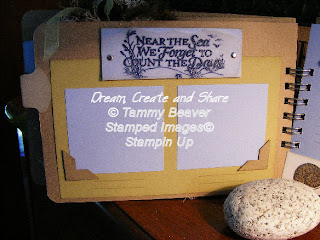 NEAR THE Sea
WE Forget TO
COUNT THE Days
Dream, Create and Share
© Tammy Beaver
Stamped Images©
Stampin Up